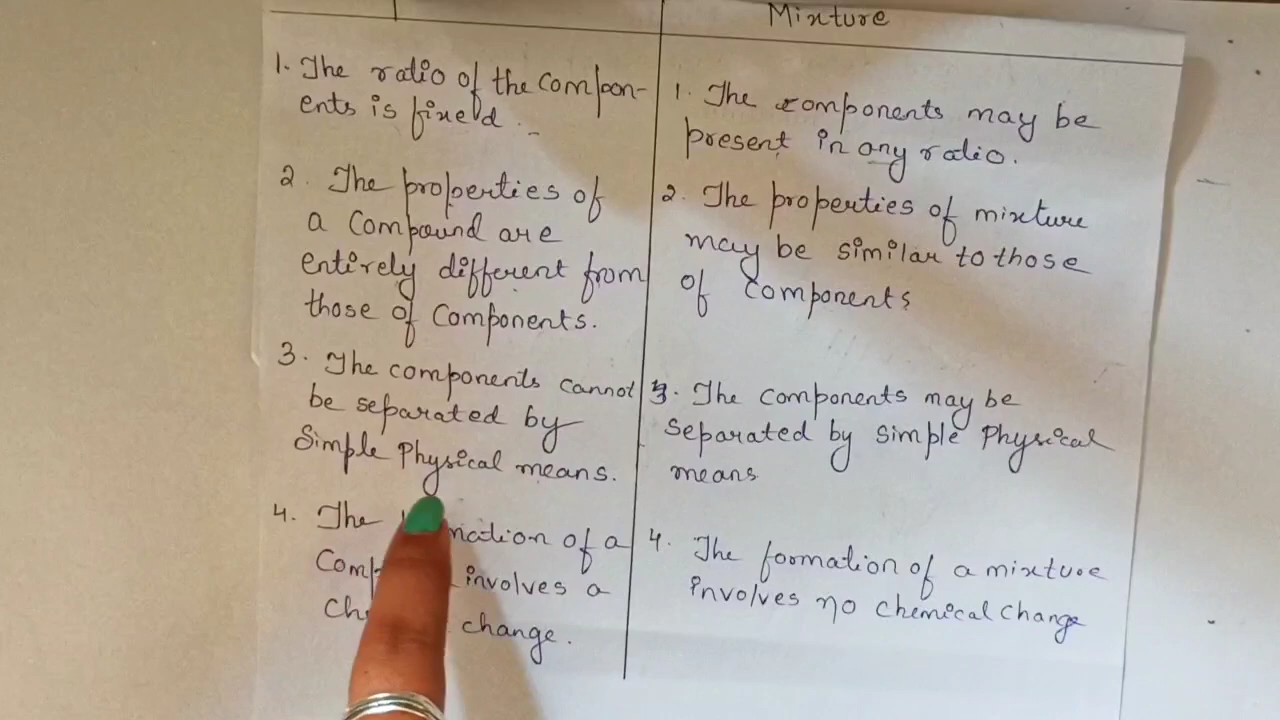 Mixture
1. The ratio of the compon-
ents is fixed.
2. The properties of
a compound are
entirely different from
those of components.
3. The components cannot
be separated by
Simple Physical means.
4. The of a
involves a
change.
1. The components may be
present in any ratio.
2. The properties of mixture
may be similar to those
of components
3. The components may be
separated by simple Physical
means
4. The formation of a mixture
involves no chemical change